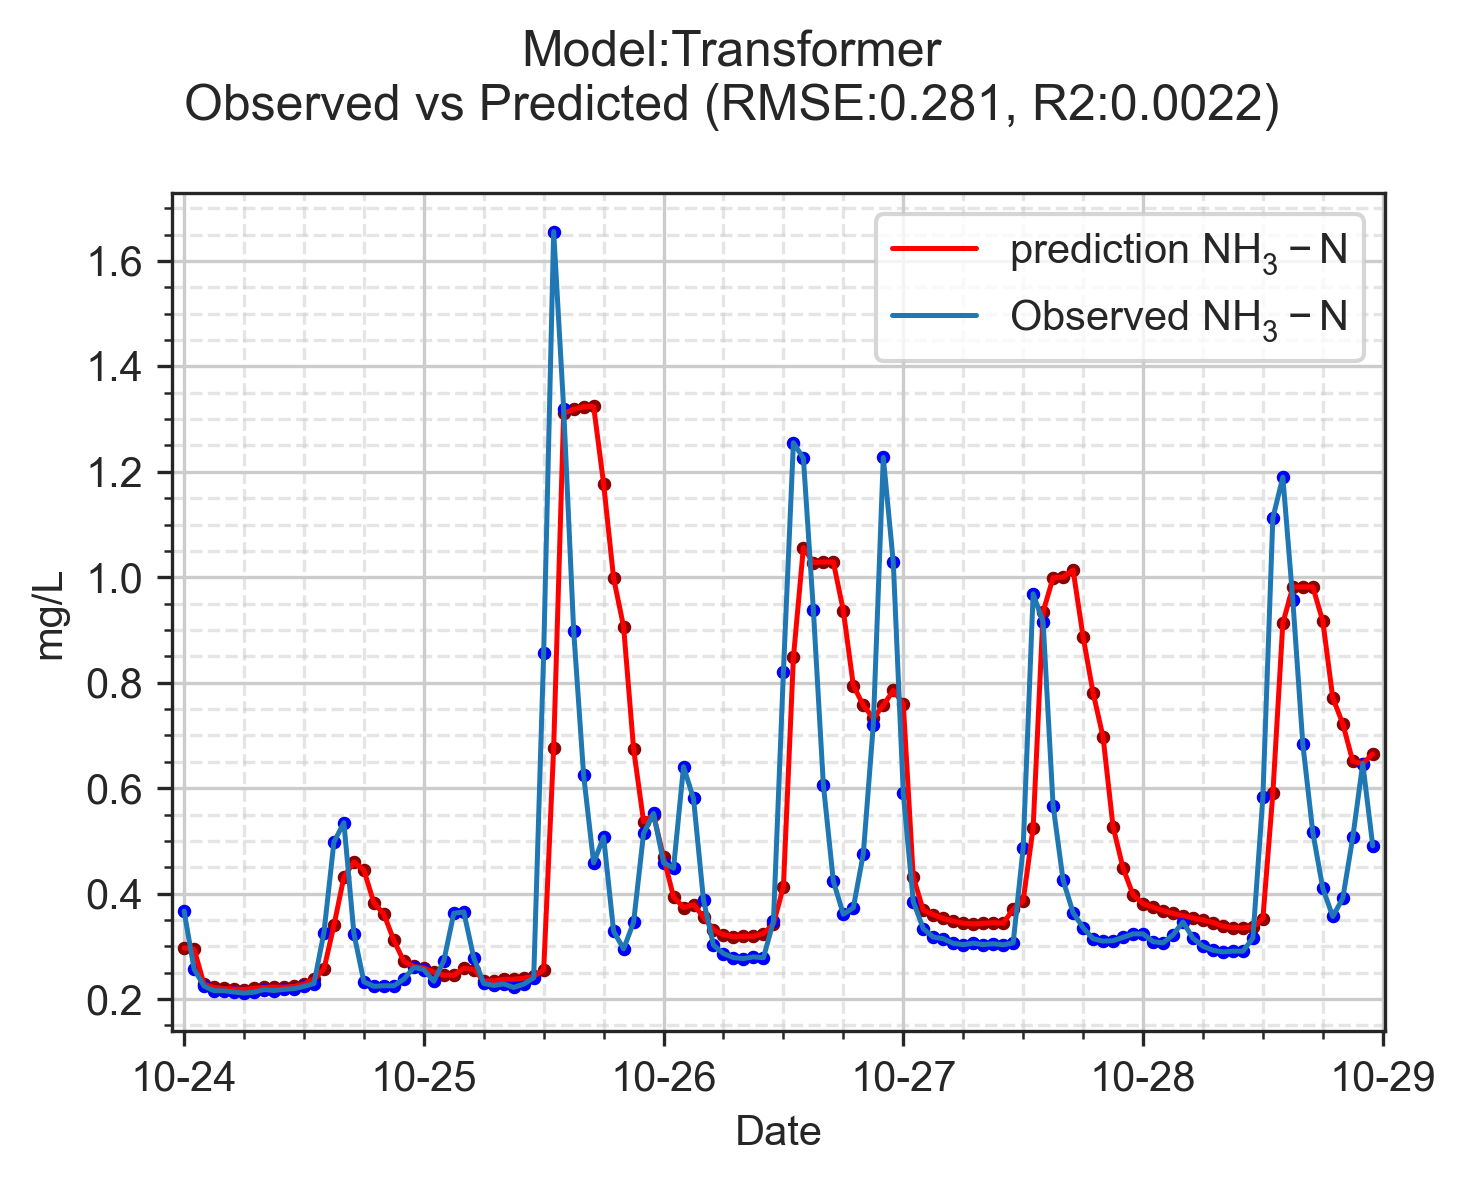 Model:Transformer
Observed vs Predicted (RMSE:0.281, R2:0.0022)
prediction NH₃ − N
Observed NH₃ − N
1.6
1.4
1.2
1.0
0.8
0.6
0.4
0.2
mg/L
10-24 10-25 10-26 10-27 10-28 10-29
Date